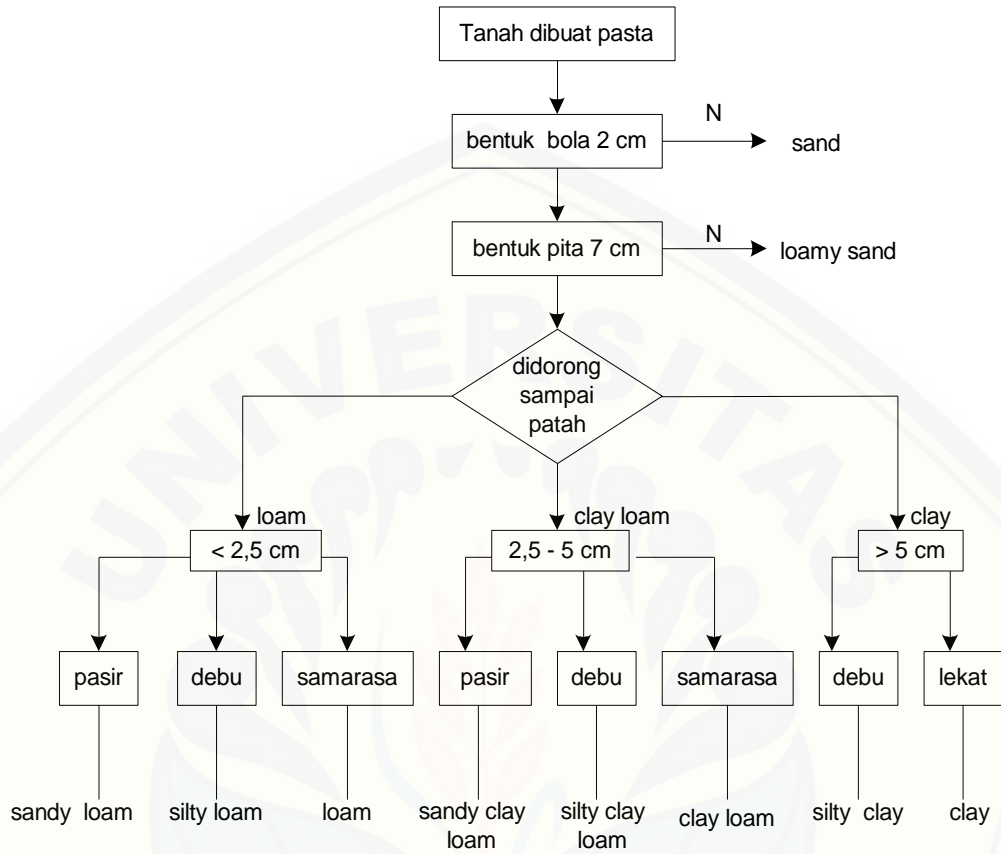 Tanah dibuat pasta
N
bentuk bola 2 cm
sand
N
bentuk pita 7 cm
loamy sand
didorong
sampai
patah
loam
clay loam
clay
< 2,5 cm
2,5 - 5 cm
> 5 cm
pasir
debu
samarasa
pasir
debu
samarasa
debu
lekat
sandy loam
silty loam
loam
sandy clay
loam
silty clay
loam
clay loam
silty clay
clay
UNIVERSITAS